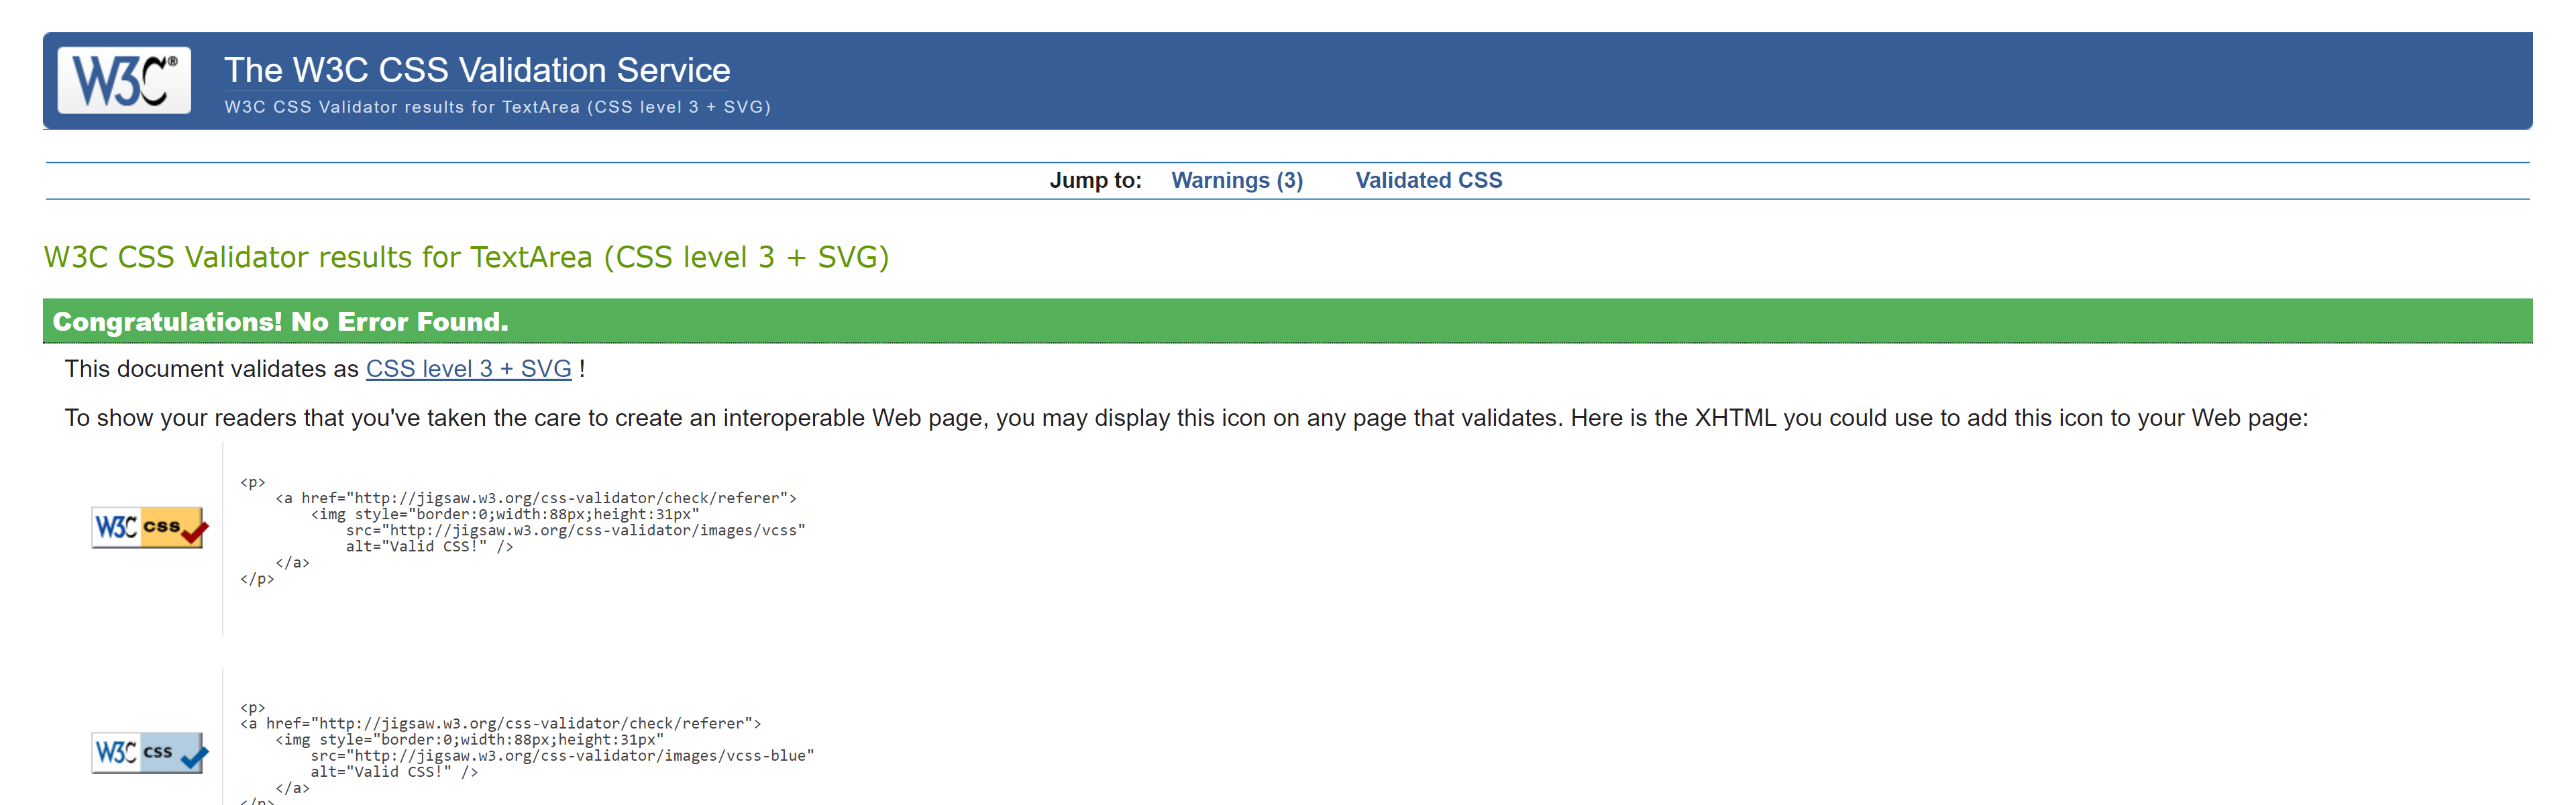 W3C®
The W3C CSS Validation Service
W3C CSS Validator results for TextArea (CSS level 3 + SVG)
Jump to: Warnings (3) Validated CSS
W3C CSS Validator results for TextArea (CSS level 3 + SVG)
Congratulations! No Error Found.
This document validates as CSS level 3 + SVG !
To show your readers that you've taken the care to create an interoperable Web page, you may display this icon on any page that validates. Here is the XHTML you could use to add this icon to your Web page:
W3C css
<p>
    <a href="http://jigsaw.w3.org/css-validator/check/referer">
        <img style="border:0;width:88px;height:31px"
            src="http://jigsaw.w3.org/css-validator/images/vcss"
            alt="Valid CSS!" />
    </a>
</p>
W3C css
<p>
<a href="http://jigsaw.w3.org/css-validator/check/referer">
    <img style="border:0;width:88px;height:31px"
        src="http://jigsaw.w3.org/css-validator/images/vcss-blue"
        alt="Valid CSS!" />
    </a>
</p>